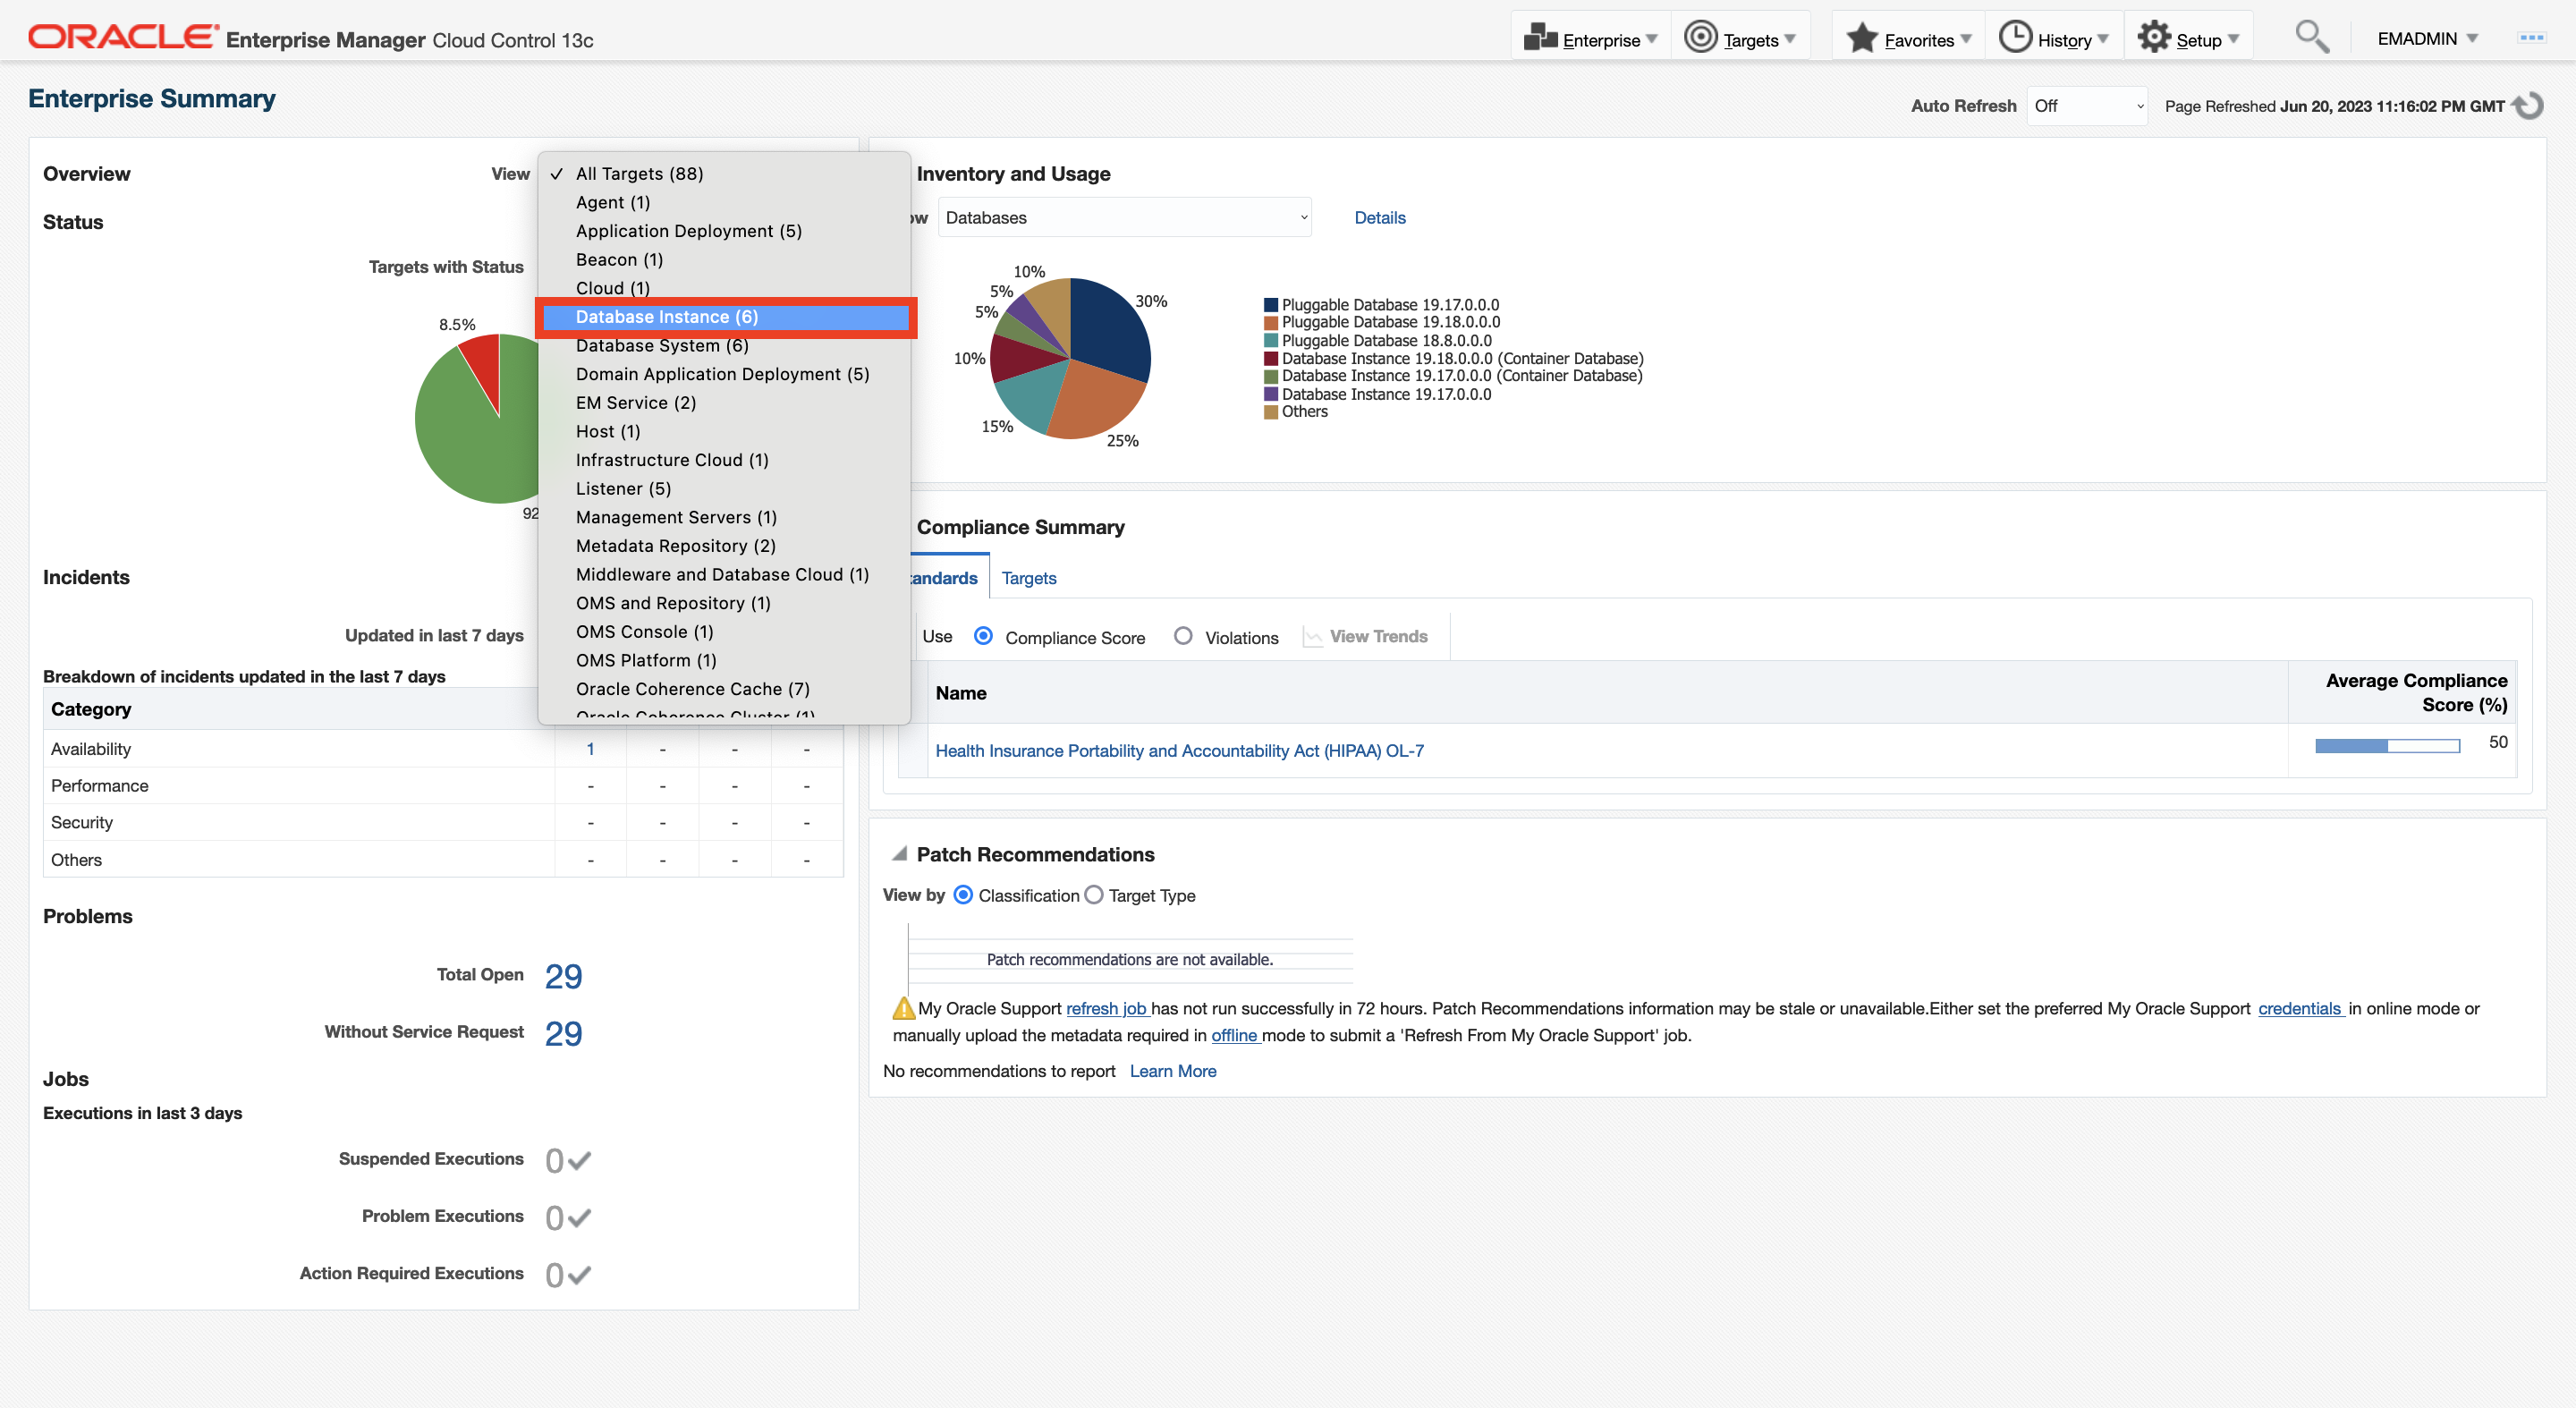 ORACLE Enterprise Manager Cloud Control 13c
Enterprise
Targets
Favorites
History
Setup
EMADMIN
Enterprise Summary
Auto Refresh
Off
Page Refreshed Jun 20, 2023 11:16:02 PM GMT
Overview
View
Status
Targets with Status
8.5%
92
✓ All Targets (88)
Agent (1)
Application Deployment (5)
Beacon (1)
Cloud (1)
Database Instance (6)
Database System (6)
Domain Application Deployment (5)
EM Service (2)
Host (1)
Infrastructure Cloud (1)
Listener (5)
Management Servers (1)
Metadata Repository (2)
Middleware and Database Cloud (1)
OMS and Repository (1)
OMS Console (1)
OMS Platform (1)
Oracle Coherence Cache (7)
Oracle Coherence Cluster (1)
Incidents
Updated in last 7 days
Breakdown of incidents updated in the last 7 days
Category
Availability 1 - - -
Performance - - - -
Security - - - -
Others - - - -
Problems
Total Open 29
Without Service Request 29
Jobs
Executions in last 3 days
Suspended Executions 0
Problem Executions 0
Action Required Executions 0
Inventory and Usage
ow
Databases
Details
10%
5%
5%
10%
15%
25%
30%
Pluggable Database 19.17.0.0.0
Pluggable Database 19.18.0.0.0
Pluggable Database 18.8.0.0.0
Database Instance 19.18.0.0.0 (Container Database)
Database Instance 19.17.0.0.0 (Container Database)
Database Instance 19.17.0.0.0
Others
Compliance Summary
tandards
Targets
Use
Compliance Score
Violations
View Trends
Name
Average Compliance
Score (%)
Health Insurance Portability and Accountability Act (HIPAA) OL-7
50
Patch Recommendations
View by Classification Target Type
Patch recommendations are not available.
My Oracle Support refresh job has not run successfully in 72 hours. Patch Recommendations information may be stale or unavailable.Either set the preferred My Oracle Support credentials in online mode or
manually upload the metadata required in offline mode to submit a 'Refresh From My Oracle Support' job.
No recommendations to report Learn More